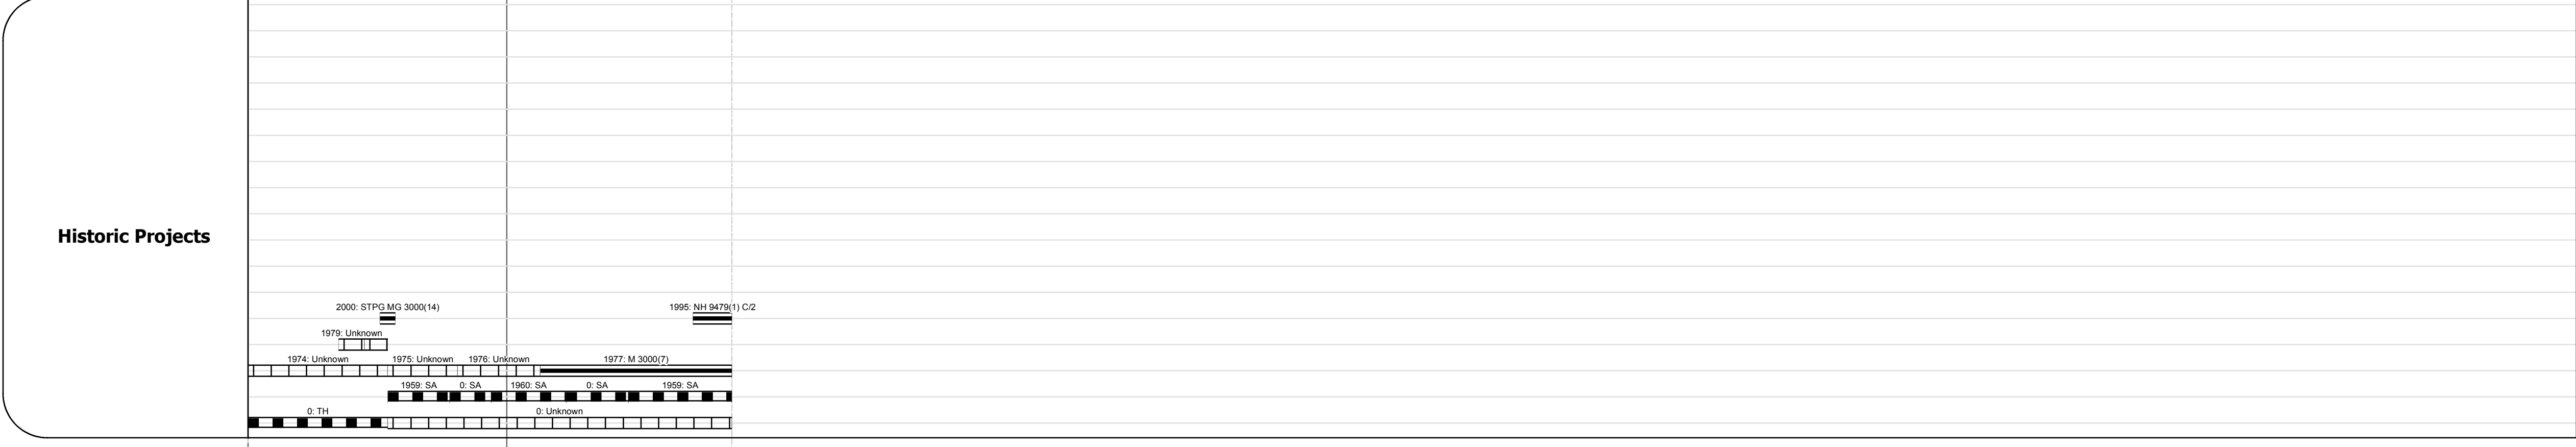 Historic Projects
2000: STPG MG 3000(14) 1995: NH 9479(1) C/2
1979: Unknown
1974: Unknown 1975: Unknown 1976: Unknown 1977: M 3000(7)
1959: SA 0: SA 1960: SA 0: SA 1959: SA
0: TH 0: Unknown